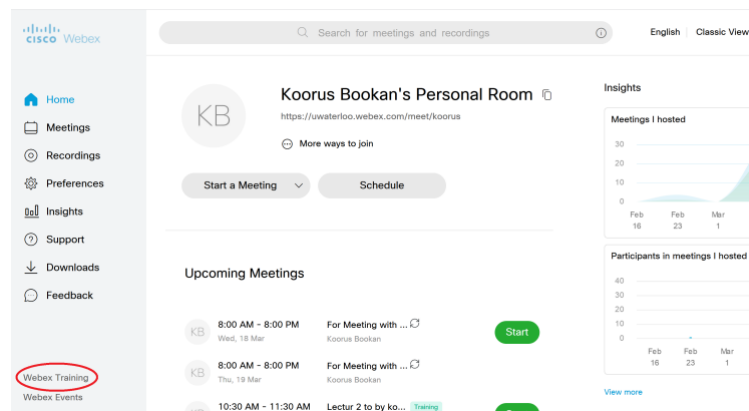 cisco Webex
Search for meetings and recordings
English Classic View
Home
Meetings
Recordings
Preferences
Insights
Support
Downloads
Feedback
Webex Training
Webex Events
KB
Koorus Bookan's Personal Room
https://uwaterloo.webex.com/meet/koorus
More ways to join
Start a Meeting
Schedule
Upcoming Meetings
KB 8:00 AM - 8:00 PM For Meeting with ... Start
Wed, 18 Mar Koorus Bookan
KB 8:00 AM - 8:00 PM For Meeting with ...
Thu, 19 Mar Koorus Bookan
10:30 AM - 11:30 AM Lectur 2 to by ko... Training
Insights
Meetings I hosted
30
20
10
0
Feb Feb Mar
16 23 1
Participants in meetings I hosted
40
30
20
10
0
Feb Feb Mar
16 23 1
View more